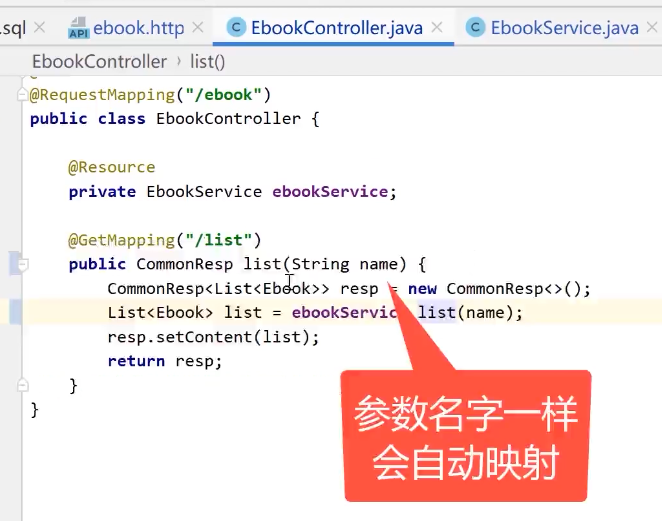 .sql
ebook.http
EbookController.java
EbookService.java
EbookController › list()
@RequestMapping("/ebook")
public class EbookController {
@Resource
private EbookService ebookService;
@GetMapping("/list")
public CommonResp list(String name) {
CommonResp<List<Ebook>> resp = new CommonResp<>();
List<Ebook> list = ebookServic list(name);
resp.setContent(list);
return resp;
}
}
参数名字一样
会自动映射